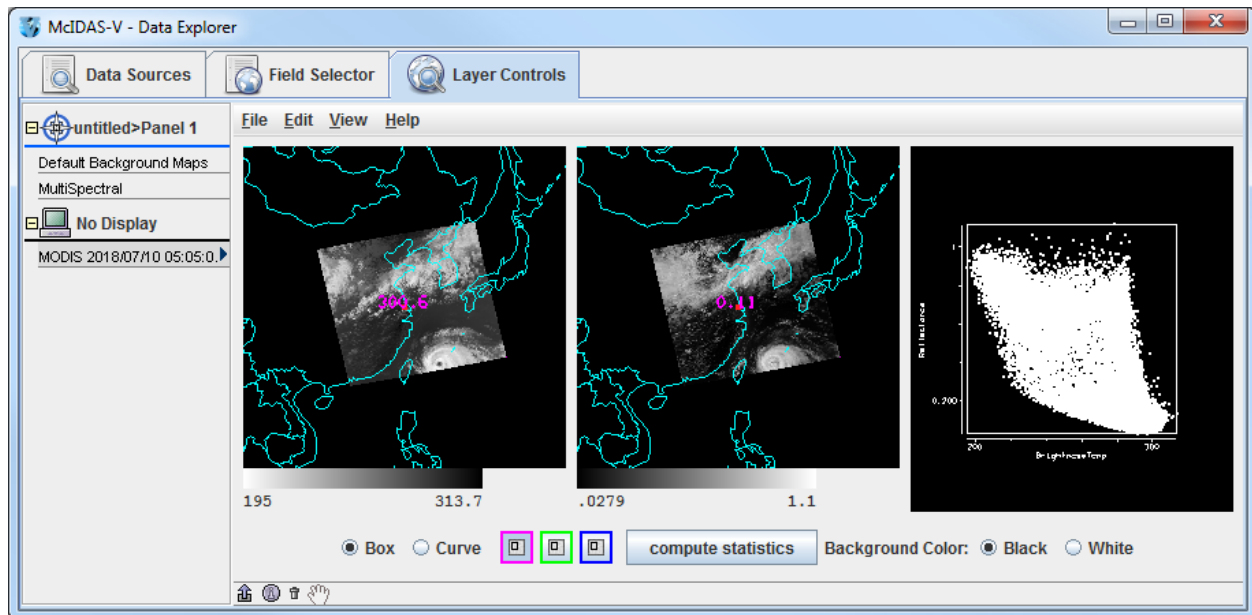 McIDAS-V - Data Explorer
Data Sources
Field Selector
Layer Controls
untitled>Panel 1
File Edit View Help
Default Background Maps
MultiSpectral
No Display
MODIS 2018/07/10 05:05:0.
300.6
0.11
Reflectance
1
0.200
200
300
BrightnessTemp
195
313.7
.0279
1.1
Box
Curve
compute statistics
Background Color:
Black
White